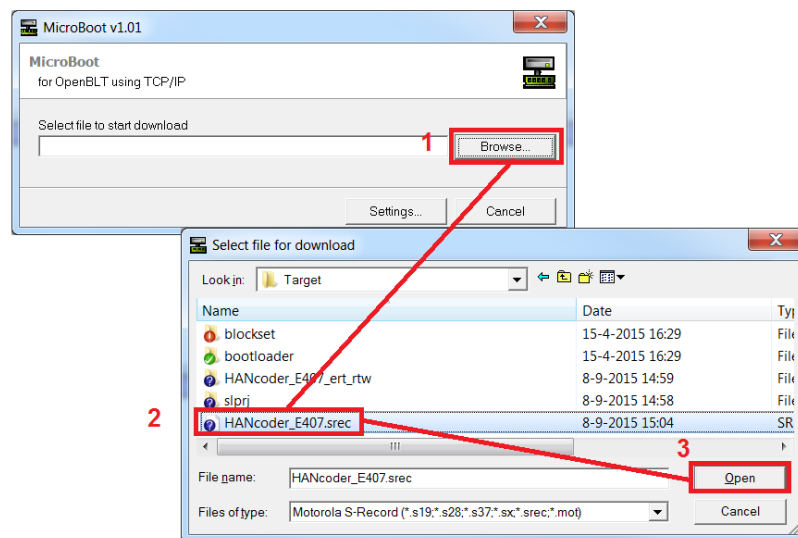 MicroBoot v1.01
MicroBoot
for OpenBLT using TCP/IP
Select file to start download
1
Browse...
Settings...
Cancel
Select file for download
Look in: Target
Name Date Typ
blockset 15-4-2015 16:29 File
bootloader 15-4-2015 16:29 File
HANcoder_E407_ert_rtw 8-9-2015 14:59 File
slprj 8-9-2015 14:58 File
2
HANcoder_E407.srec 8-9-2015 15:04 SR
3
File name: HANcoder_E407.srec Open
Files of type: Motorola S-Record (*.s19;*.s28;*.s37;*.sx;*.srec;*.mot) Cancel